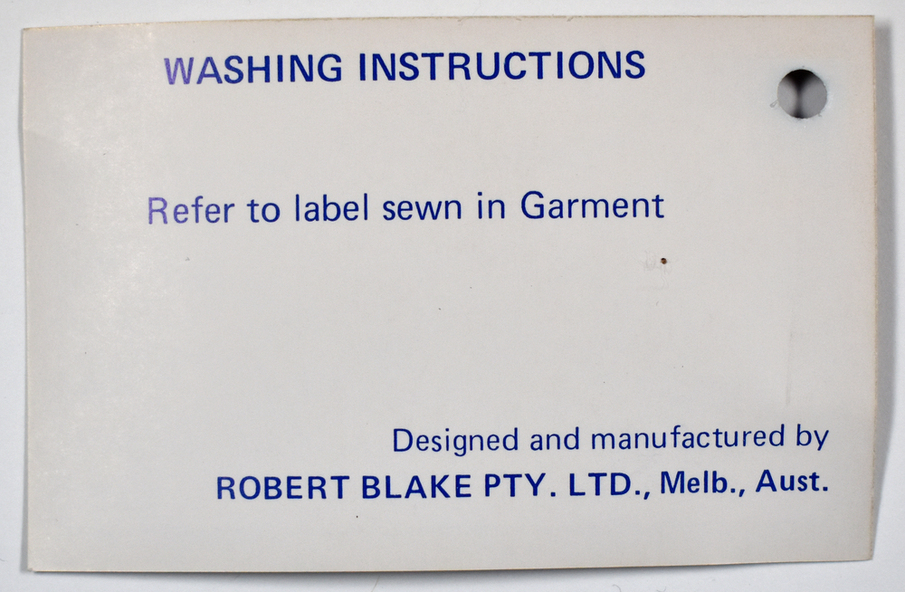 WASHING INSTRUCTIONS
Refer to label sewn in Garment
Designed and manufactured by
ROBERT BLAKE PTY. LTD., Melb., Aust.